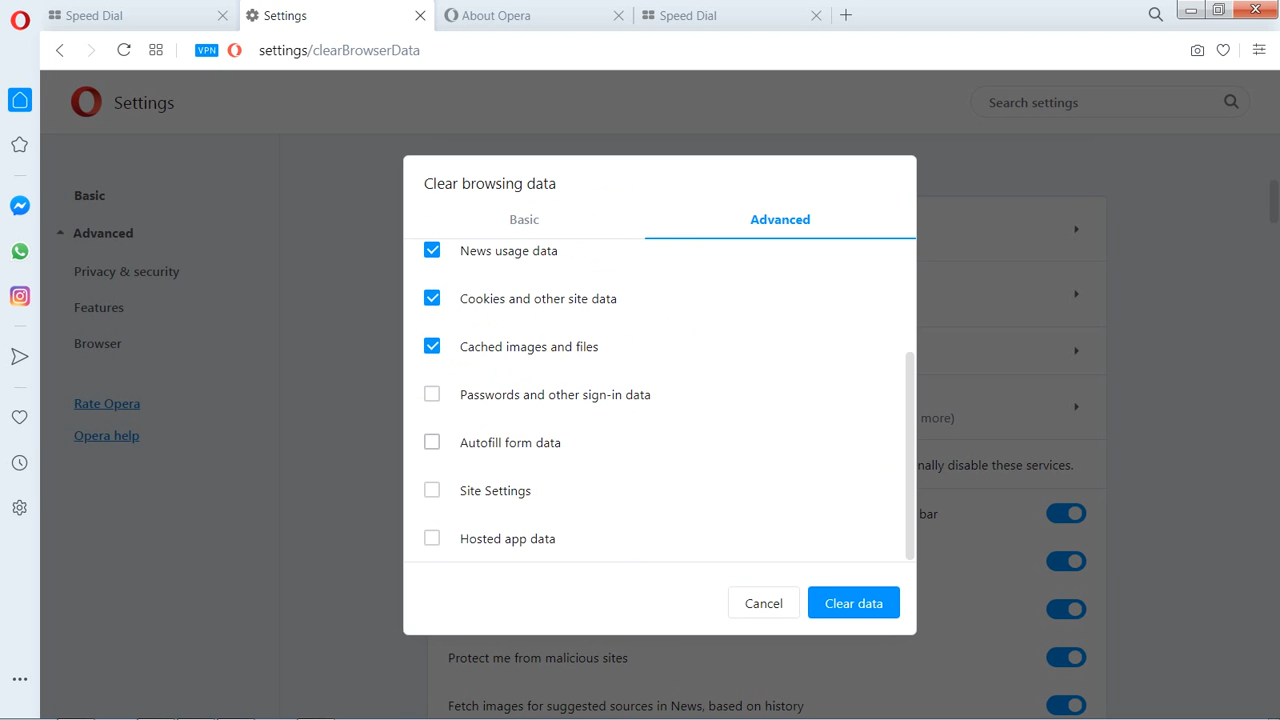 Speed Dial
Settings
About Opera
Speed Dial
VPN
settings/clearBrowserData
Settings
Search settings
Basic
Advanced
Privacy & security
Features
Browser
Rate Opera
Opera help
Clear browsing data
Basic
Advanced
News usage data
Cookies and other site data
Cached images and files
Passwords and other sign-in data
Autofill form data
Site Settings
Hosted app data
Cancel
Clear data
more)
nally disable these services.
bar
Protect me from malicious sites
Fetch images for suggested sources in News, based on history